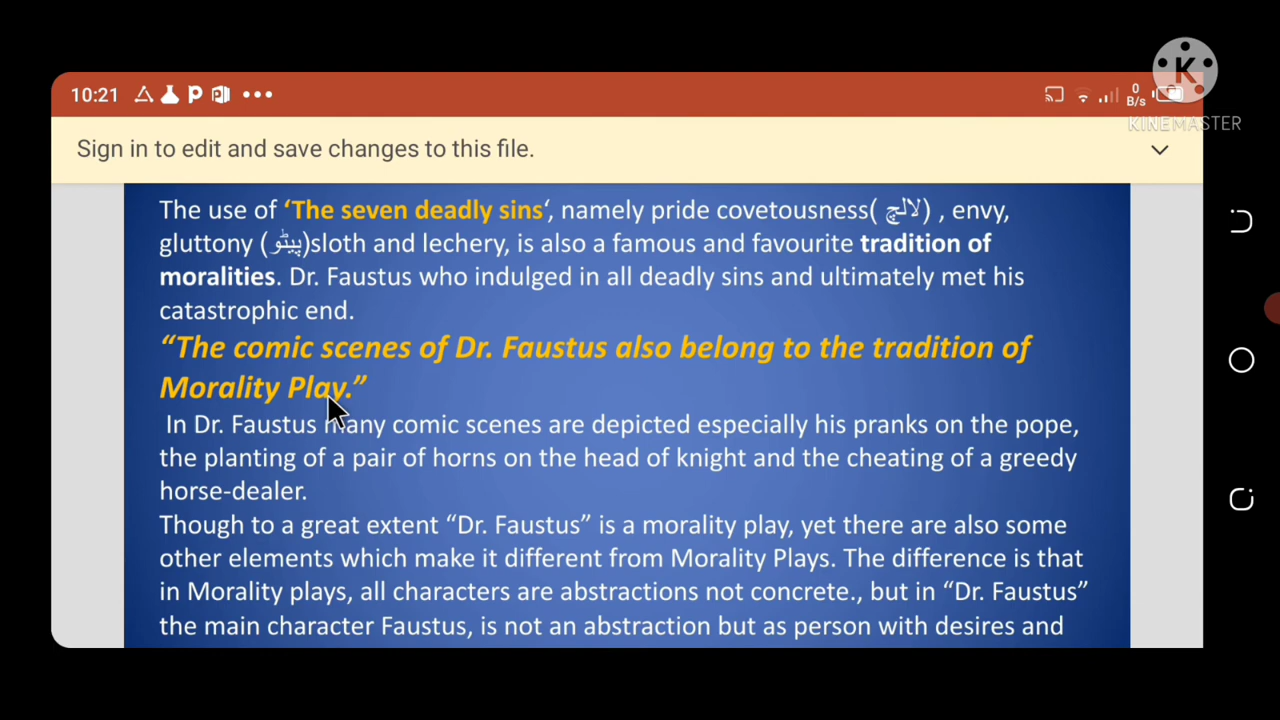 10:21
0
B/s
K
KINEMASTER
Sign in to edit and save changes to this file.
The use of ‘The seven deadly sins‘, namely pride covetousness( لالچ) , envy,
gluttony (پیٹو)sloth and lechery, is also a famous and favourite tradition of
moralities. Dr. Faustus who indulged in all deadly sins and ultimately met his
catastrophic end.
“The comic scenes of Dr. Faustus also belong to the tradition of
Morality Play.”
In Dr. Faustus many comic scenes are depicted especially his pranks on the pope,
the planting of a pair of horns on the head of knight and the cheating of a greedy
horse-dealer.
Though to a great extent “Dr. Faustus” is a morality play, yet there are also some
other elements which make it different from Morality Plays. The difference is that
in Morality plays, all characters are abstractions not concrete., but in “Dr. Faustus”
the main character Faustus, is not an abstraction but as person with desires and